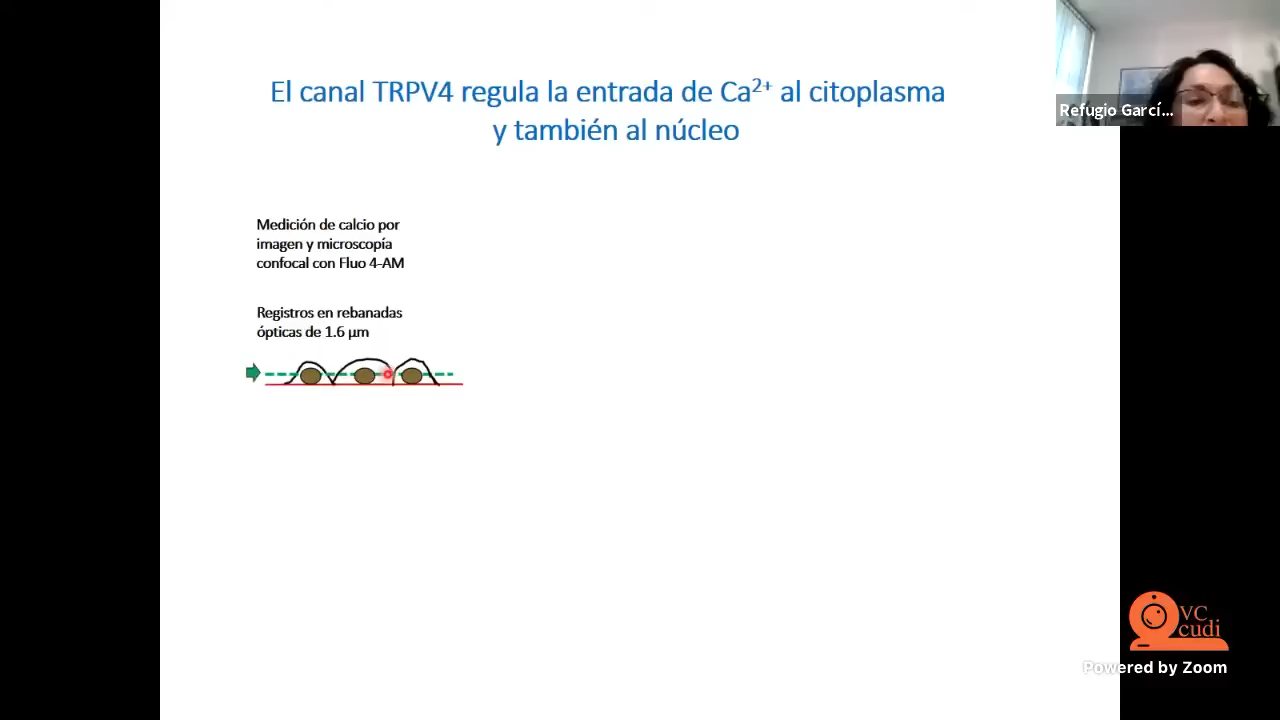 El canal TRPV4 regula la entrada de Ca²⁺ al citoplasma
y también al núcleo
Refugio Garcí...
Medición de calcio por
imagen y microscopía
confocal con Fluo 4-AM
Registros en rebanadas
ópticas de 1.6 µm
VC
cudi
Powered by Zoom